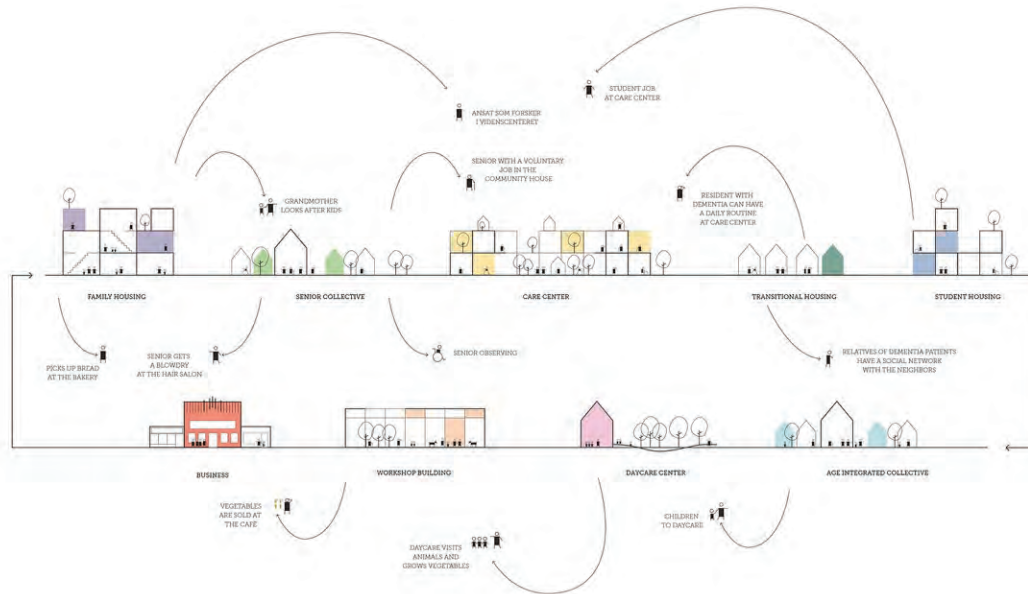 STUDENT JOB
AT CARE CENTER
ANSAT SOM FORSKER
I VIDENSCENTERET
SENIOR WITH A VOLUNTARY
JOB IN THE
COMMUNITY HOUSE
GRANDMOTHER
LOOKS AFTER KIDS
RESIDENT WITH
DEMENTIA CAN HAVE
A DAILY ROUTINE
AT CARE CENTER
FAMILY HOUSING
SENIOR COLLECTIVE
CARE CENTER
TRANSITIONAL HOUSING
STUDENT HOUSING
PICKS UP BREAD
AT THE BAKERY
SENIOR GETS
A BLOWDRY
AT THE HAIR SALON
SENIOR OBSERVING
RELATIVES OF DEMENTIA PATIENTS
HAVE A SOCIAL NETWORK
WITH THE NEIGHBORS
BUSINESS
WORKSHOP BUILDING
DAYCARE CENTER
AGE INTEGRATED COLLECTIVE
VEGETABLES
ARE SOLD AT
THE CAFÉ
DAYCARE VISITS
ANIMALS AND
GROWS VEGETABLES
CHILDREN
TO DAYCARE